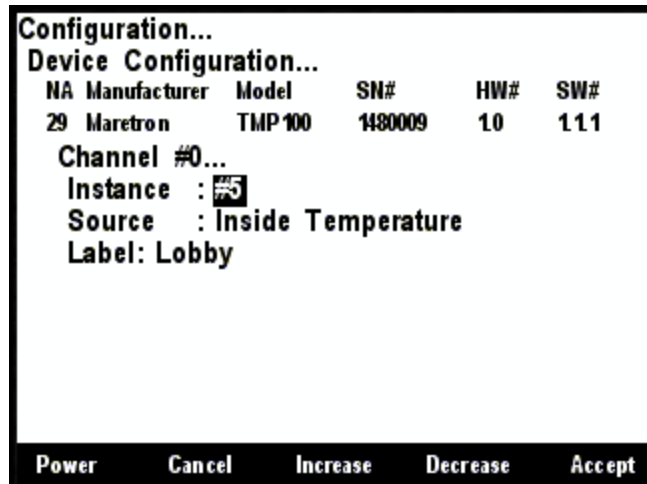 Configuration...
Device Configuration...
NA Manufacturer Model SN# HW# SW#
29 Maretron TMP100 1480009 1.0 1.1.1
Channel #0...
Instance : #5
Source : Inside Temperature
Label: Lobby
Power Cancel Increase Decrease Accept